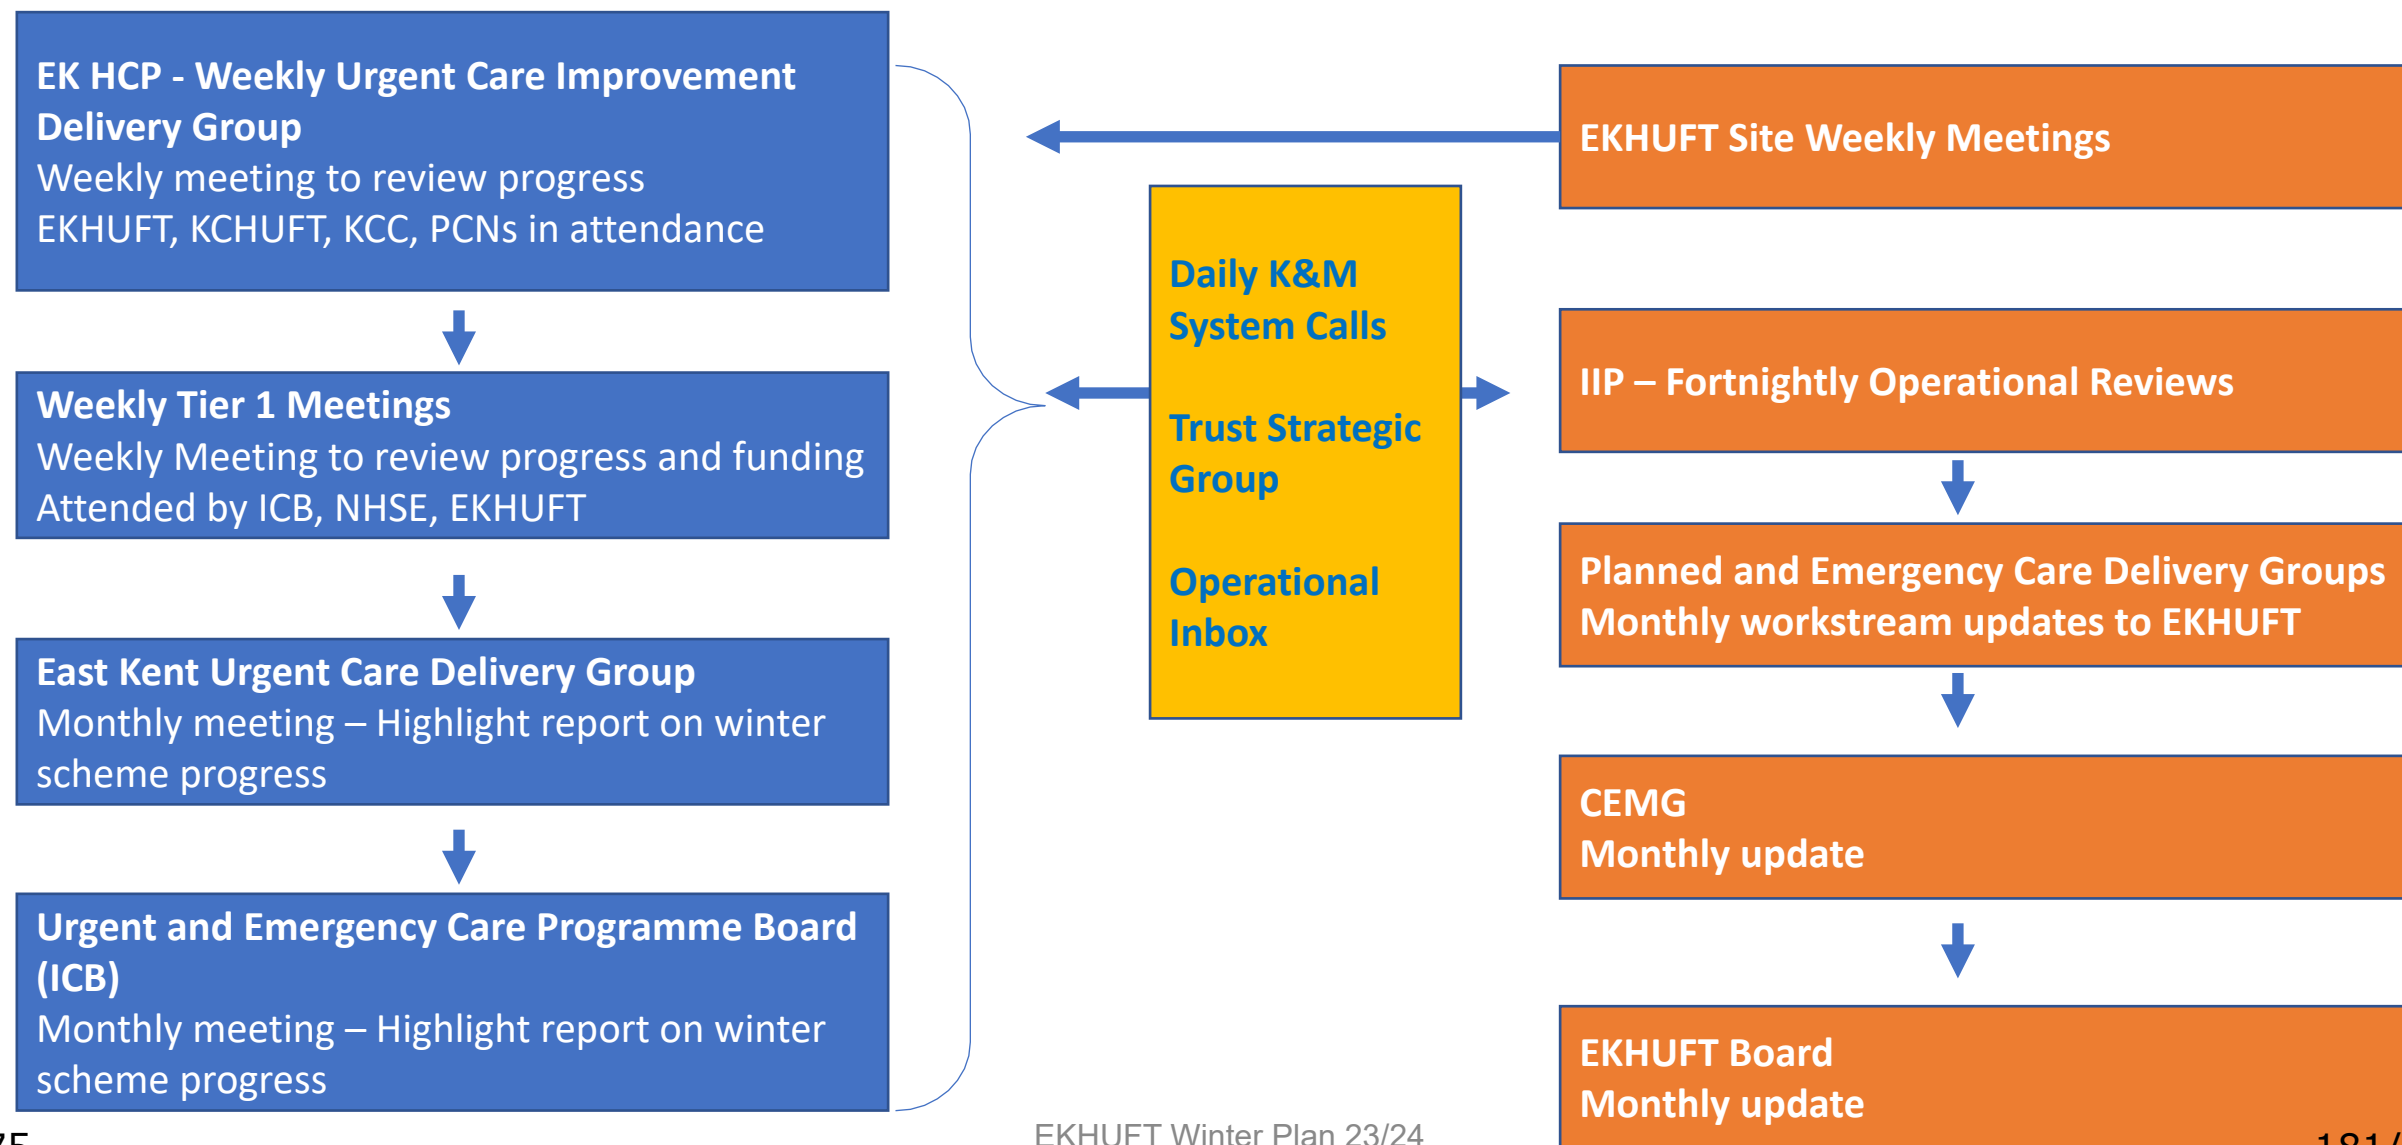 EK HCP - Weekly Urgent Care Improvement
Delivery Group
Weekly meeting to review progress
EKHUFT, KCHUFT, KCC, PCNs in attendance
Weekly Tier 1 Meetings
Weekly Meeting to review progress and funding
Attended by ICB, NHSE, EKHUFT
East Kent Urgent Care Delivery Group
Monthly meeting – Highlight report on winter
scheme progress
Urgent and Emergency Care Programme Board
(ICB)
Monthly meeting – Highlight report on winter
scheme progress
Daily K&M
System Calls
Trust Strategic
Group
Operational
Inbox
EKHUFT Site Weekly Meetings
IIP – Fortnightly Operational Reviews
Planned and Emergency Care Delivery Groups
Monthly workstream updates to EKHUFT
CEMG
Monthly update
EKHUFT Board
Monthly update
EKHUFT Winter Plan 23/24